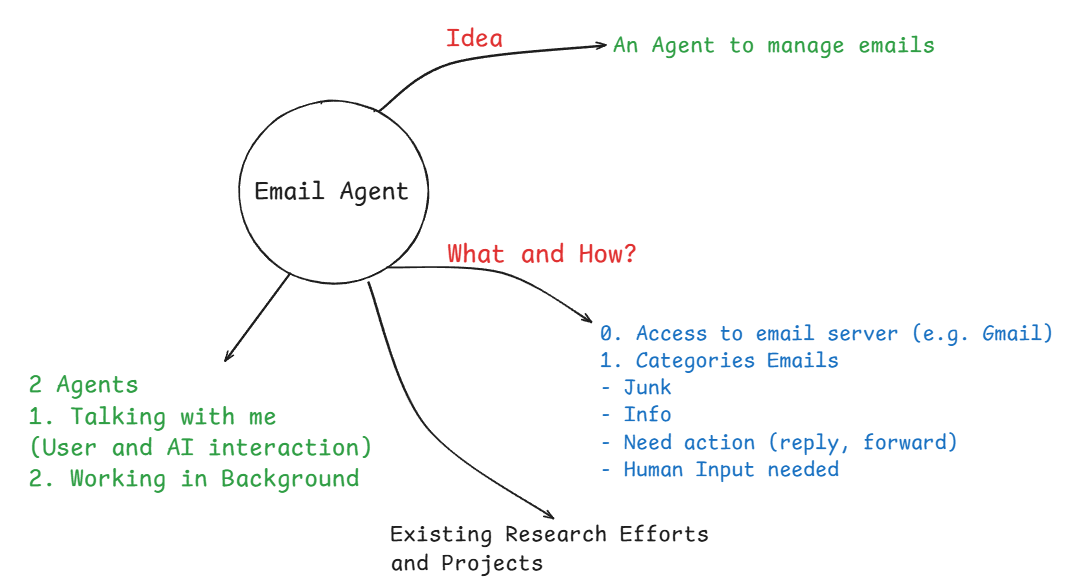 Idea
An Agent to manage emails
Email Agent
What and How?
0. Access to email server (e.g. Gmail)
1. Categories Emails
- Junk
- Info
- Need action (reply, forward)
- Human Input needed
2 Agents
1. Talking with me
(User and AI interaction)
2. Working in Background
Existing Research Efforts
and Projects